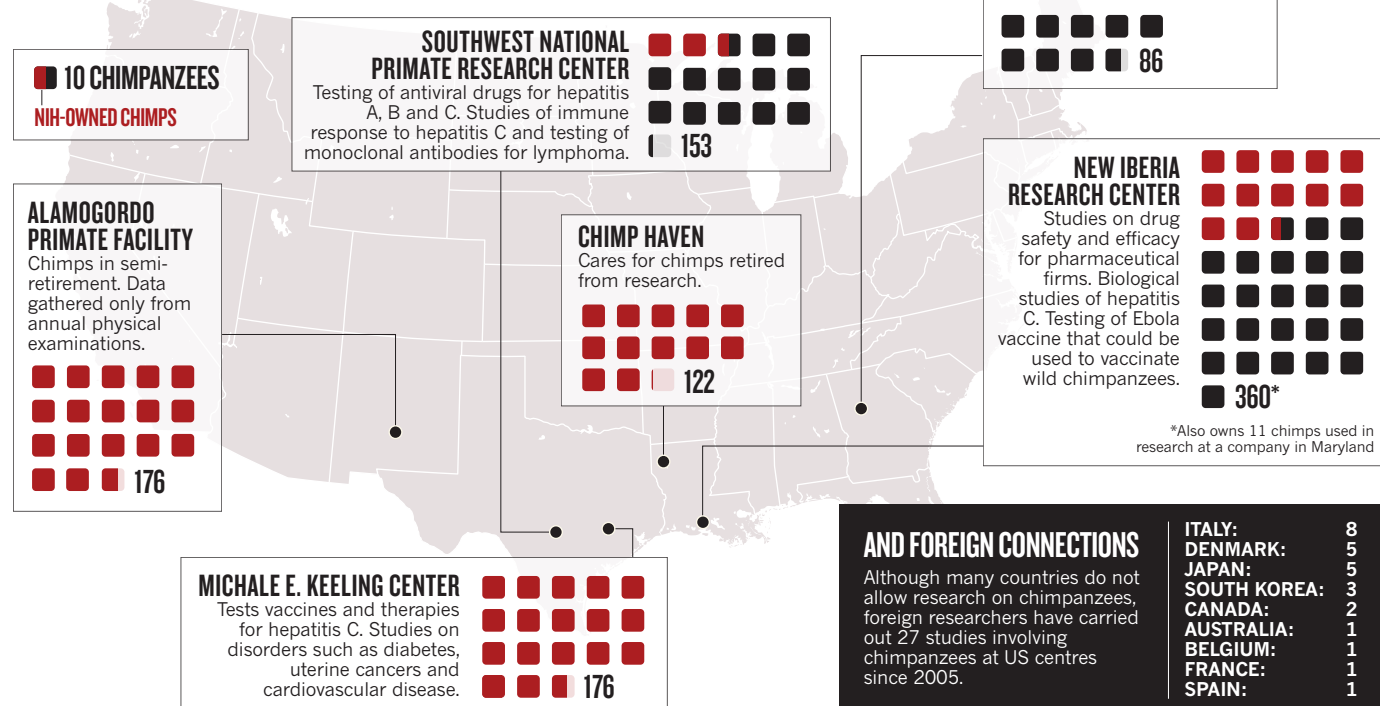 10 CHIMPANZEES
NIH-OWNED CHIMPS
SOUTHWEST NATIONAL
PRIMATE RESEARCH CENTER
Testing of antiviral drugs for hepatitis
A, B and C. Studies of immune
response to hepatitis C and testing of
monoclonal antibodies for lymphoma.
153
86
ALAMOGORDO
PRIMATE FACILITY
Chimps in semi-
retirement. Data
gathered only from
annual physical
examinations.
176
CHIMP HAVEN
Cares for chimps retired
from research.
122
NEW IBERIA
RESEARCH CENTER
Studies on drug
safety and efficacy
for pharmaceutical
firms. Biological
studies of hepatitis
C. Testing of Ebola
vaccine that could be
used to vaccinate
wild chimpanzees.
360*
*Also owns 11 chimps used in
research at a company in Maryland
MICHALE E. KEELING CENTER
Tests vaccines and therapies
for hepatitis C. Studies on
disorders such as diabetes,
uterine cancers and
cardiovascular disease.
176
AND FOREIGN CONNECTIONS
Although many countries do not
allow research on chimpanzees,
foreign researchers have carried
out 27 studies involving
chimpanzees at US centres
since 2005.
ITALY: 8
DENMARK: 5
JAPAN: 5
SOUTH KOREA: 3
CANADA: 2
AUSTRALIA: 1
BELGIUM: 1
FRANCE: 1
SPAIN: 1